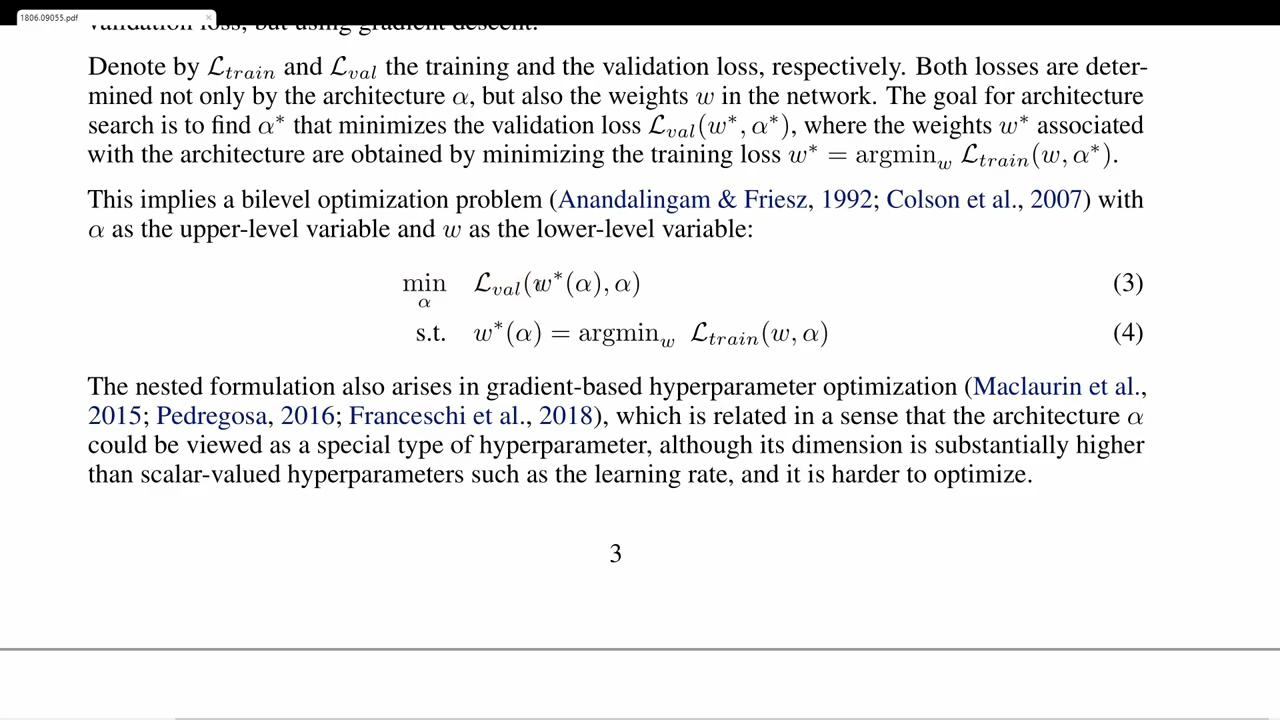 1806.09055.pdf
validation loss, but using gradient descent.
Denote by ℒ_train and ℒ_val the training and the validation loss, respectively. Both losses are deter-
mined not only by the architecture α, but also the weights w in the network. The goal for architecture
search is to find α* that minimizes the validation loss ℒ_val(w*, α*), where the weights w* associated
with the architecture are obtained by minimizing the training loss w* = argmin_w ℒ_train(w, α*).
This implies a bilevel optimization problem (Anandalingam & Friesz, 1992; Colson et al., 2007) with
α as the upper-level variable and w as the lower-level variable:
min_α ℒ_val(w*(α), α) (3)
s.t. w*(α) = argmin_w ℒ_train(w, α) (4)
The nested formulation also arises in gradient-based hyperparameter optimization (Maclaurin et al.,
2015; Pedregosa, 2016; Franceschi et al., 2018), which is related in a sense that the architecture α
could be viewed as a special type of hyperparameter, although its dimension is substantially higher
than scalar-valued hyperparameters such as the learning rate, and it is harder to optimize.
3